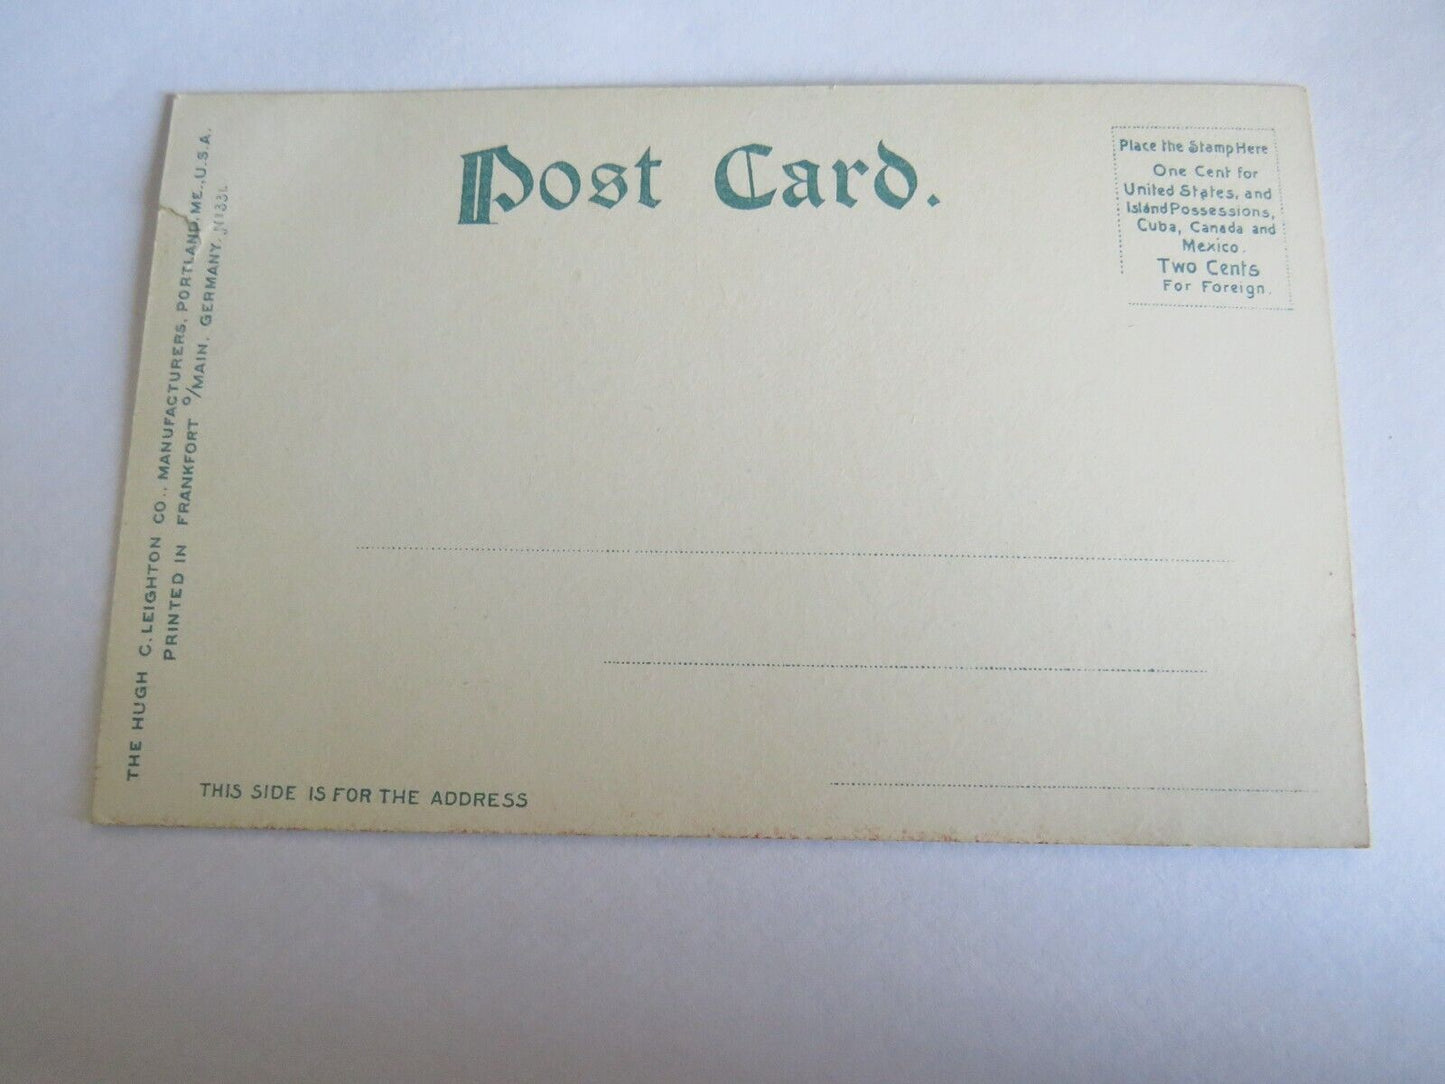 Post Card.
Place the Stamp Here
One Cent for
United States, and
Island Possessions,
Cuba, Canada and
Mexico.
Two Cents
For Foreign.
THE HUGH C. LEIGHTON CO., MANUFACTURERS, PORTLAND, ME., U.S.A.
PRINTED IN FRANKFORT O/MAIN, GERMANY.
THIS SIDE IS FOR THE ADDRESS